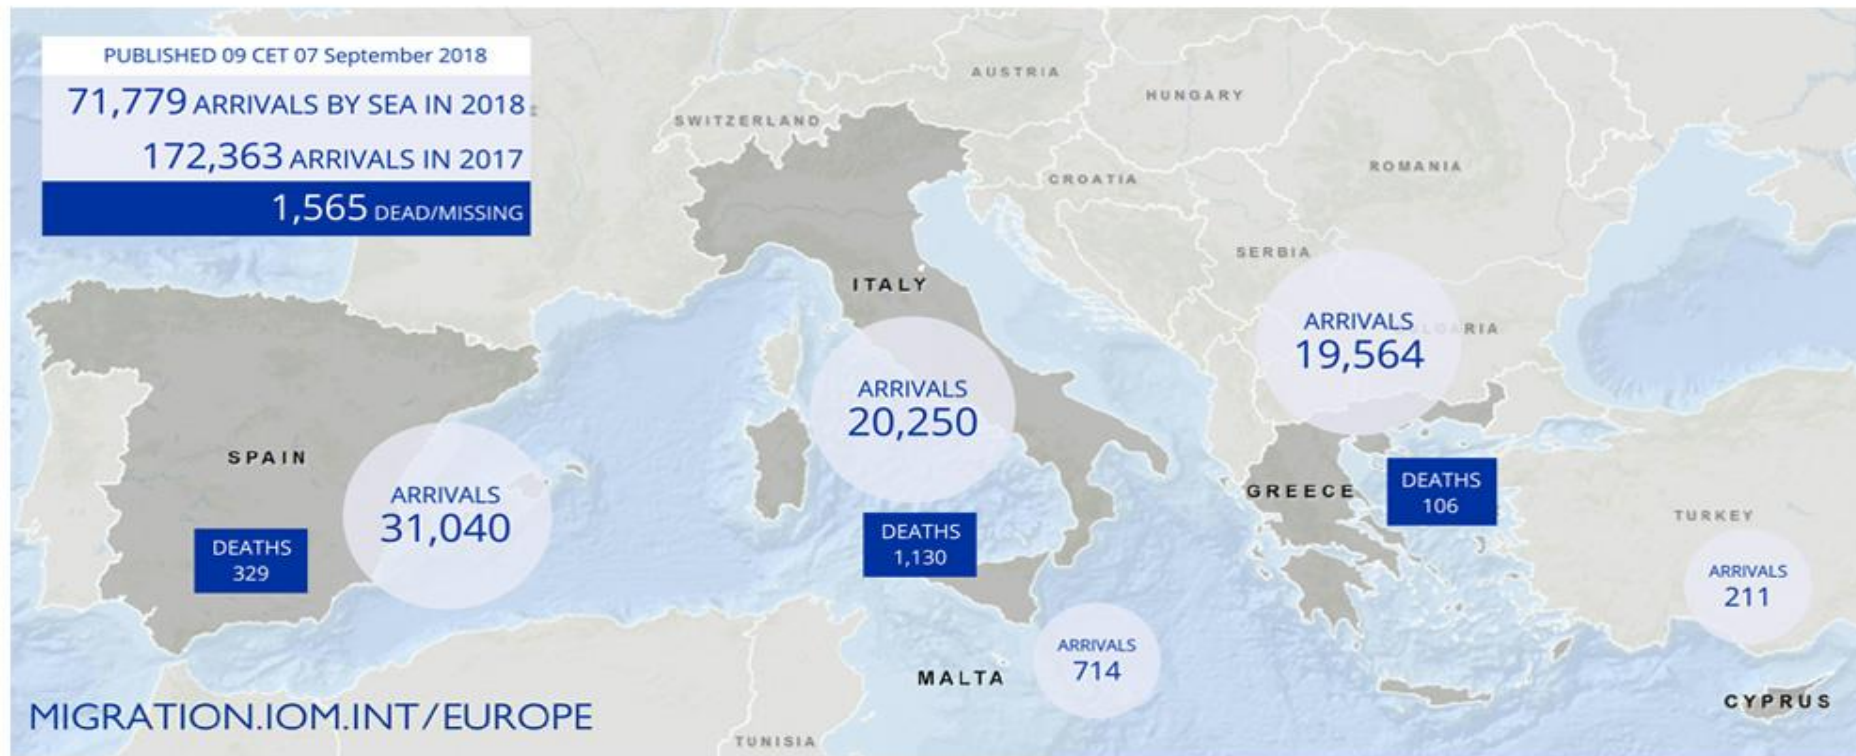 PUBLISHED 09 CET 07 September 2018
71,779 ARRIVALS BY SEA IN 2018
172,363 ARRIVALS IN 2017
1,565 DEAD/MISSING
AUSTRIA
HUNGARY
SWITZERLAND
ROMANIA
CROATIA
SERBIA
ITALY
ARRIVALS
19,564
ARRIVALS
20,250
SPAIN
ARRIVALS
31,040
GREECE
DEATHS
106
TURKEY
DEATHS
1,130
DEATHS
329
ARRIVALS
211
ARRIVALS
714
MALTA
CYPRUS
MIGRATION.IOM.INT/EUROPE
TUNISIA